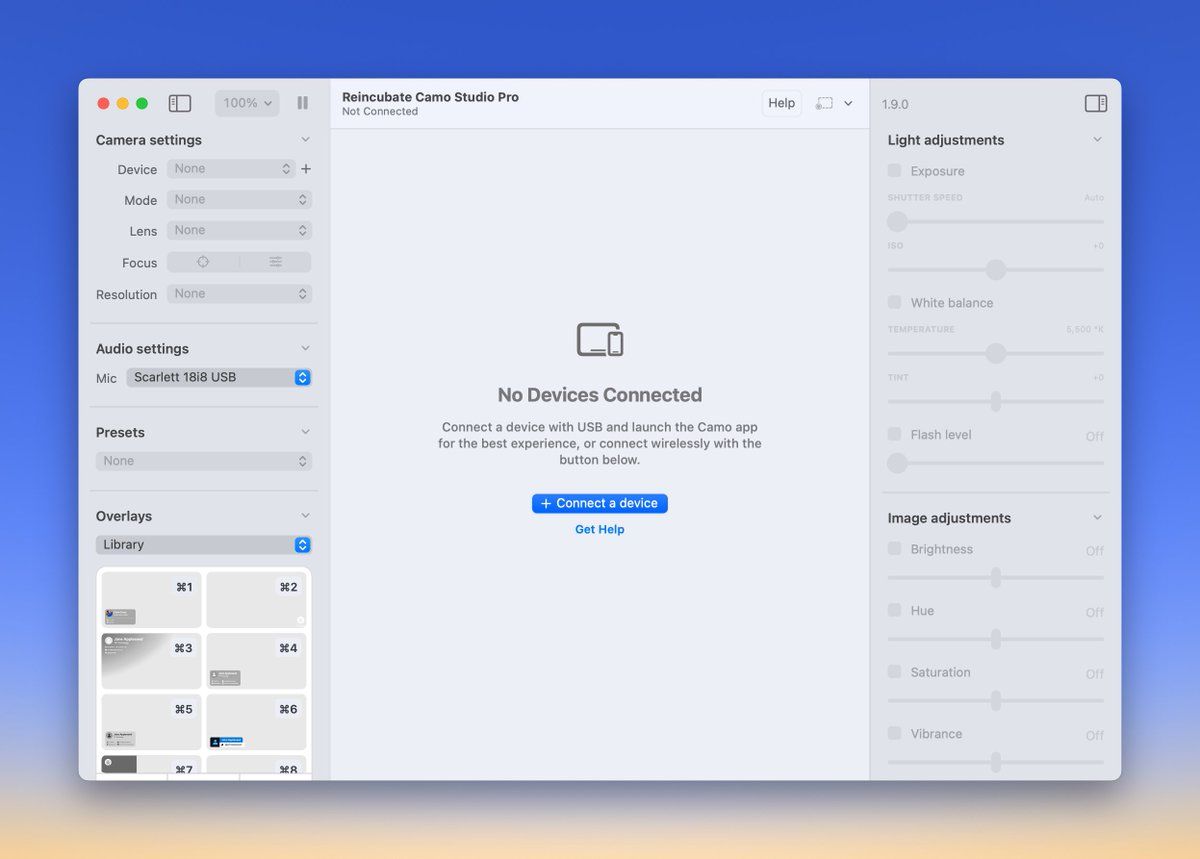 100%
Reincubate Camo Studio Pro
Not Connected
Help
1.9.0
Camera settings
Device None
Mode None
Lens None
Focus
Resolution None
Audio settings
Mic Scarlett 18i8 USB
Presets
None
Overlays
Library
⌘1
⌘2
⌘3
⌘4
⌘5
⌘6
⌘7
⌘8
No Devices Connected
Connect a device with USB and launch the Camo app
for the best experience, or connect wirelessly with the
button below.
+ Connect a device
Get Help
Light adjustments
Exposure
SHUTTER SPEED Auto
ISO +0
White balance
TEMPERATURE 5,500 °K
TINT +0
Flash level Off
Image adjustments
Brightness Off
Hue Off
Saturation Off
Vibrance Off